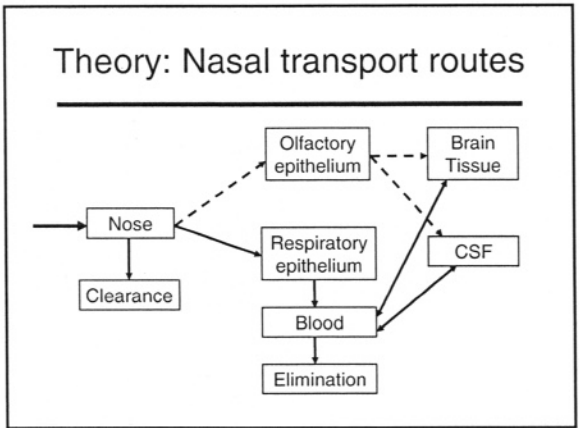 Theory: Nasal transport routes
Olfactory
epithelium
Brain
Tissue
Nose
Respiratory
epithelium
CSF
Clearance
Blood
Elimination